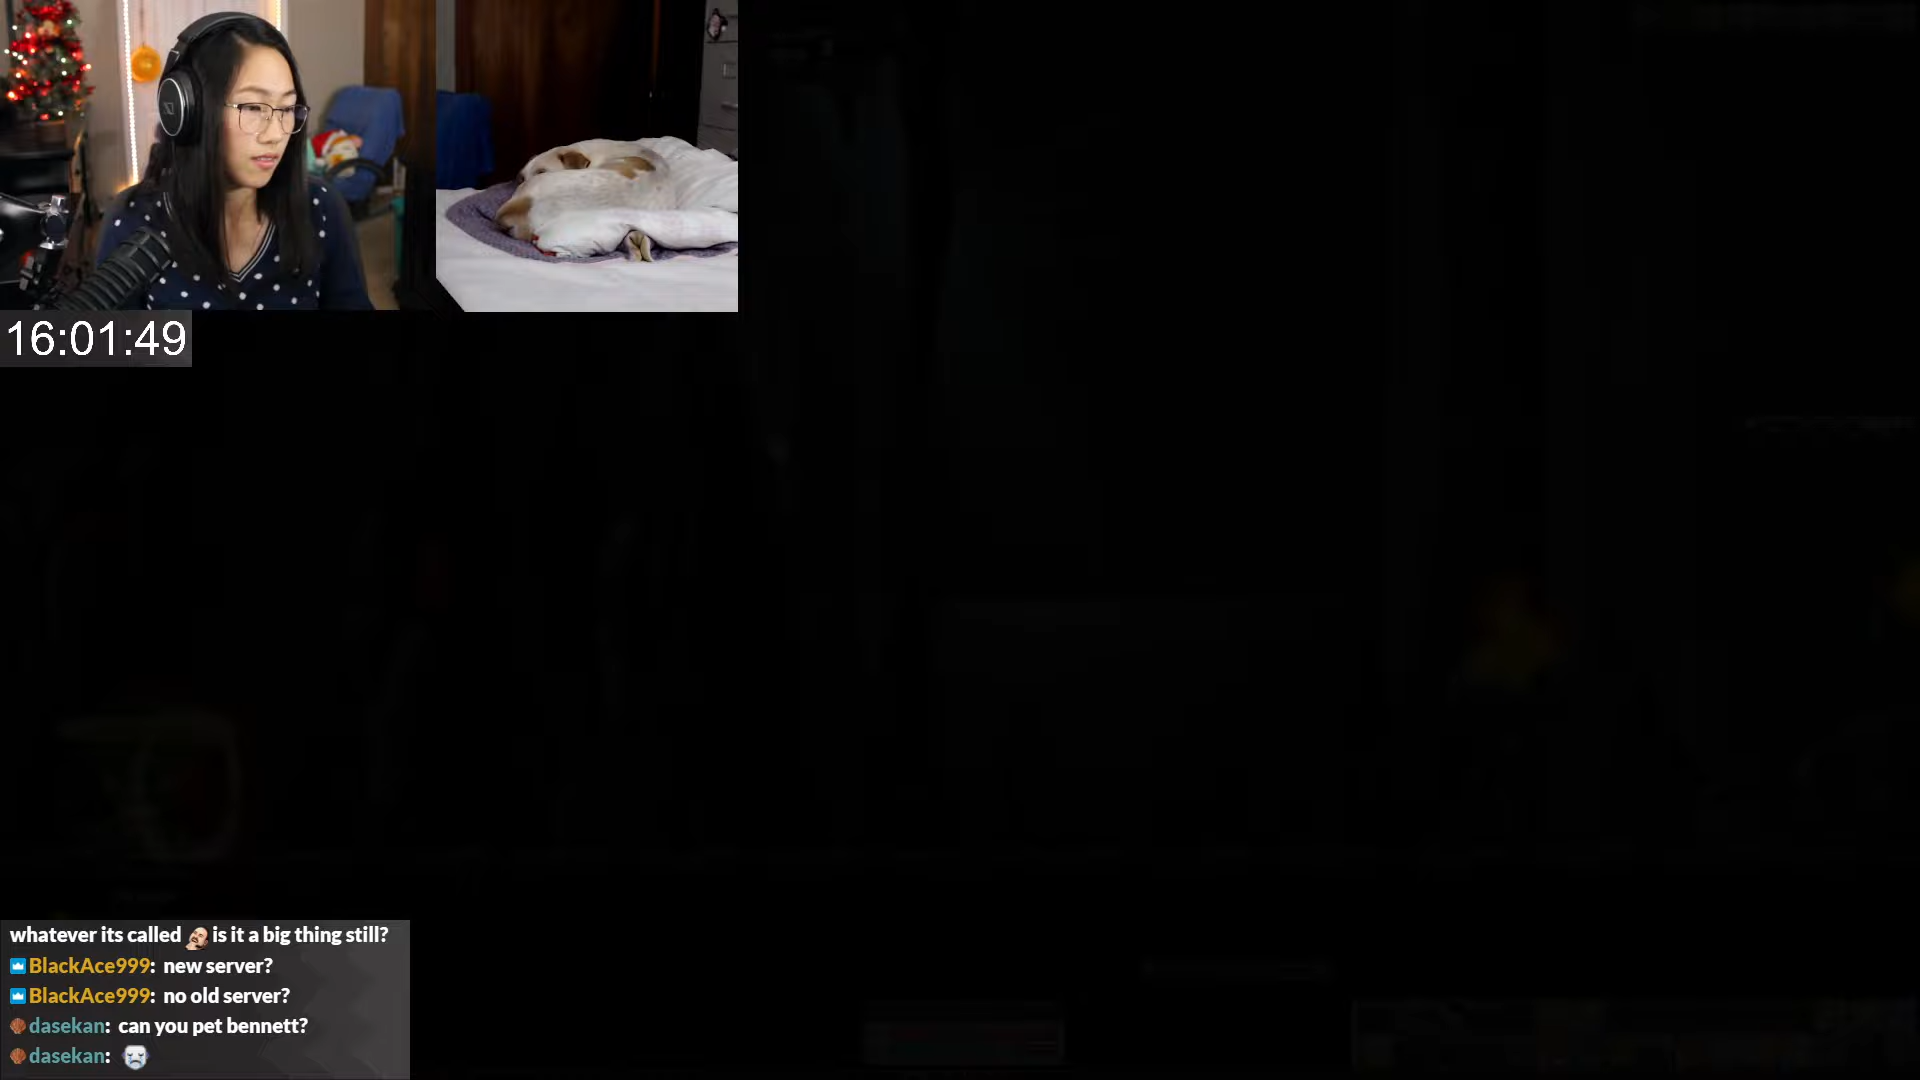 16:01:49
whatever its called is it a big thing still?
BlackAce999: new server?
BlackAce999: no old server?
dasekan: can you pet bennett?
dasekan: